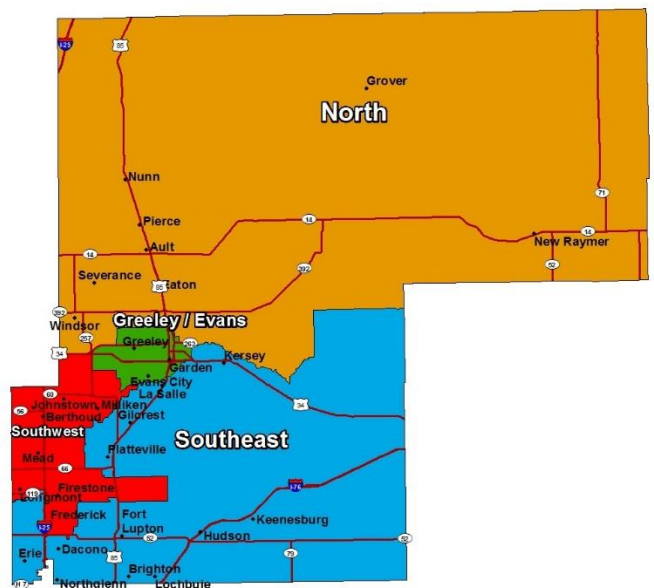 I-25
85
Grover
North
Nunn
71
Pierce
14
14
Ault
New Raymer
14
392
52
Severance
85
Eaton
392
Windsor
Greeley / Evans
257
Greeley
263
34
Kersey
Garden
Evans City
60
La Salle
34
Johnstown
Milliken
56
Berthoud
Gilcrest
Southwest
Southeast
Mead
Platteville
66
I-76
119
Firestone
Longmont
Frederick
Fort
Lupton
Keenesburg
I-25
Hudson
52
52
Erie
Dacono
85
79
Brighton
H 7
Northglenn
Lochbuie